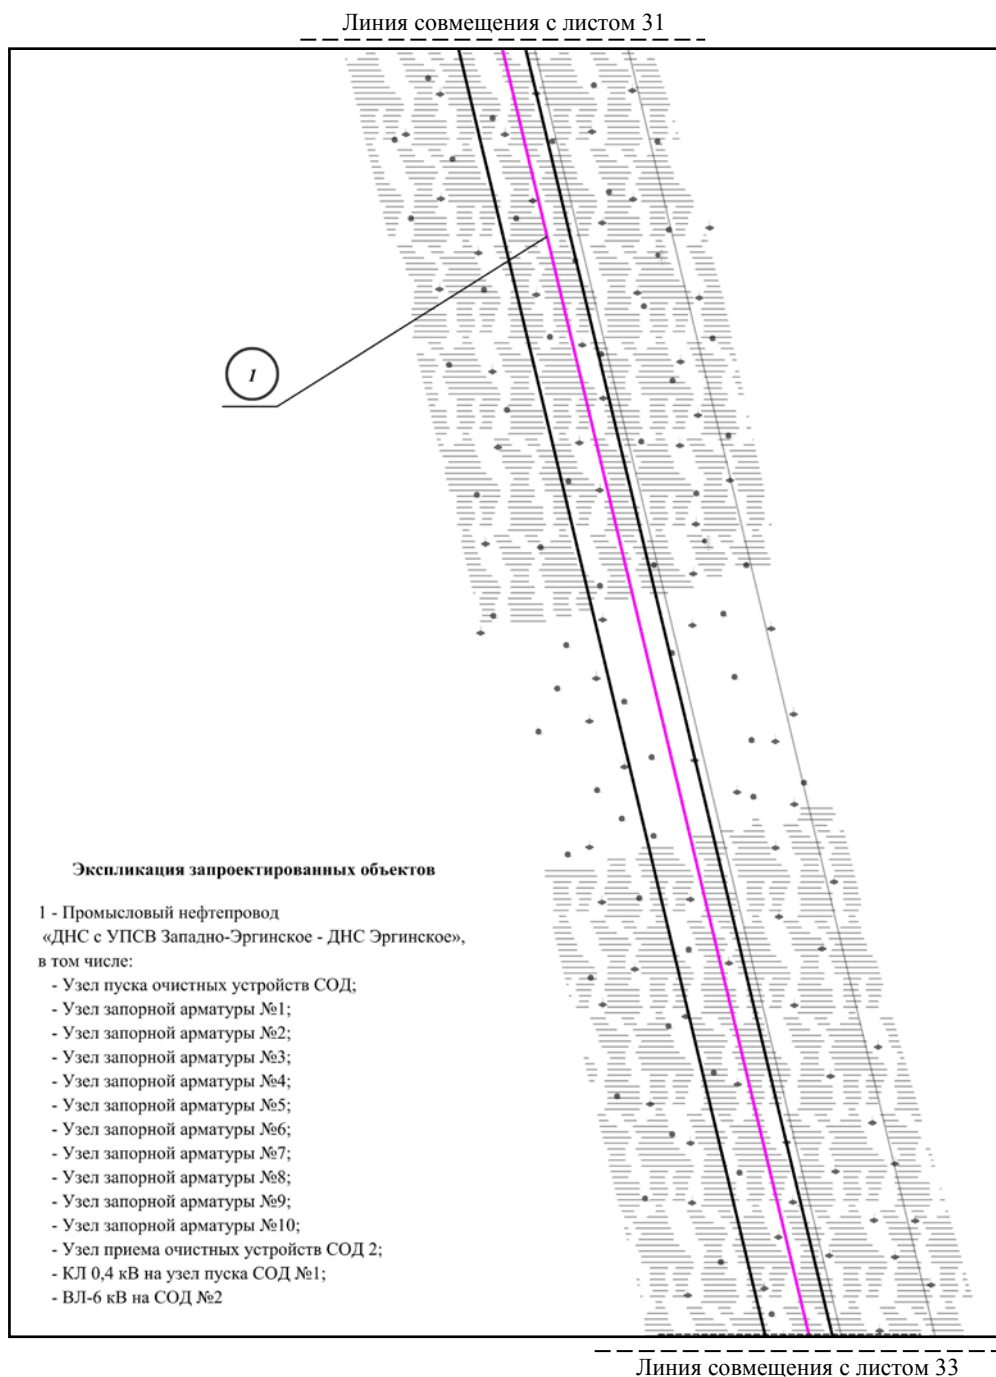 Линия совмещения с листом 31
1
Экспликация запроектированных объектов
1 - Промысловый нефтепровод
«ДНС с УПСВ Западно-Эргинское - ДНС Эргинское»,
в том числе:
- Узел пуска очистных устройств СОД;
- Узел запорной арматуры №1;
- Узел запорной арматуры №2;
- Узел запорной арматуры №3;
- Узел запорной арматуры №4;
- Узел запорной арматуры №5;
- Узел запорной арматуры №6;
- Узел запорной арматуры №7;
- Узел запорной арматуры №8;
- Узел запорной арматуры №9;
- Узел запорной арматуры №10;
- Узел приема очистных устройств СОД 2;
- КЛ 0,4 кВ на узел пуска СОД №1;
- ВЛ-6 кВ на СОД №2
Линия совмещения с листом 33